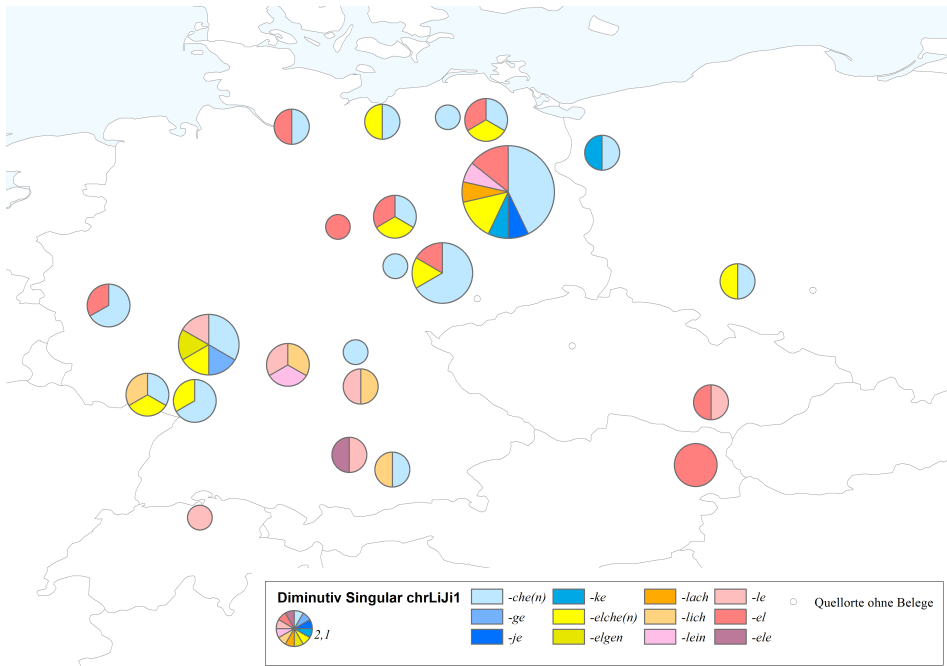 Diminutiv Singular chrLiJi1
2,1
-che(n) -ke -lach -le
-ge -elche(n) -lich -el
-je -elgen -lein -ele
Quellorte ohne Belege